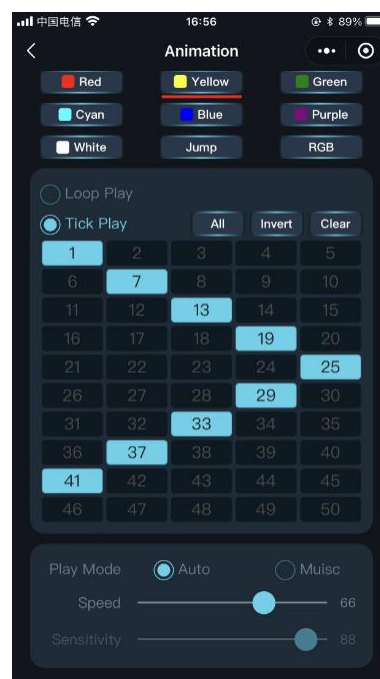 中国电信 16:56 89%
Animation
Red Yellow Green
Cyan Blue Purple
White Jump RGB
Loop Play
Tick Play All Invert Clear
1 2 3 4 5
6 7 8 9 10
11 12 13 14 15
16 17 18 19 20
21 22 23 24 25
26 27 28 29 30
31 32 33 34 35
36 37 38 39 40
41 42 43 44 45
46 47 48 49 50
Play Mode Auto Muisc
Speed 66
Sensitivity 88